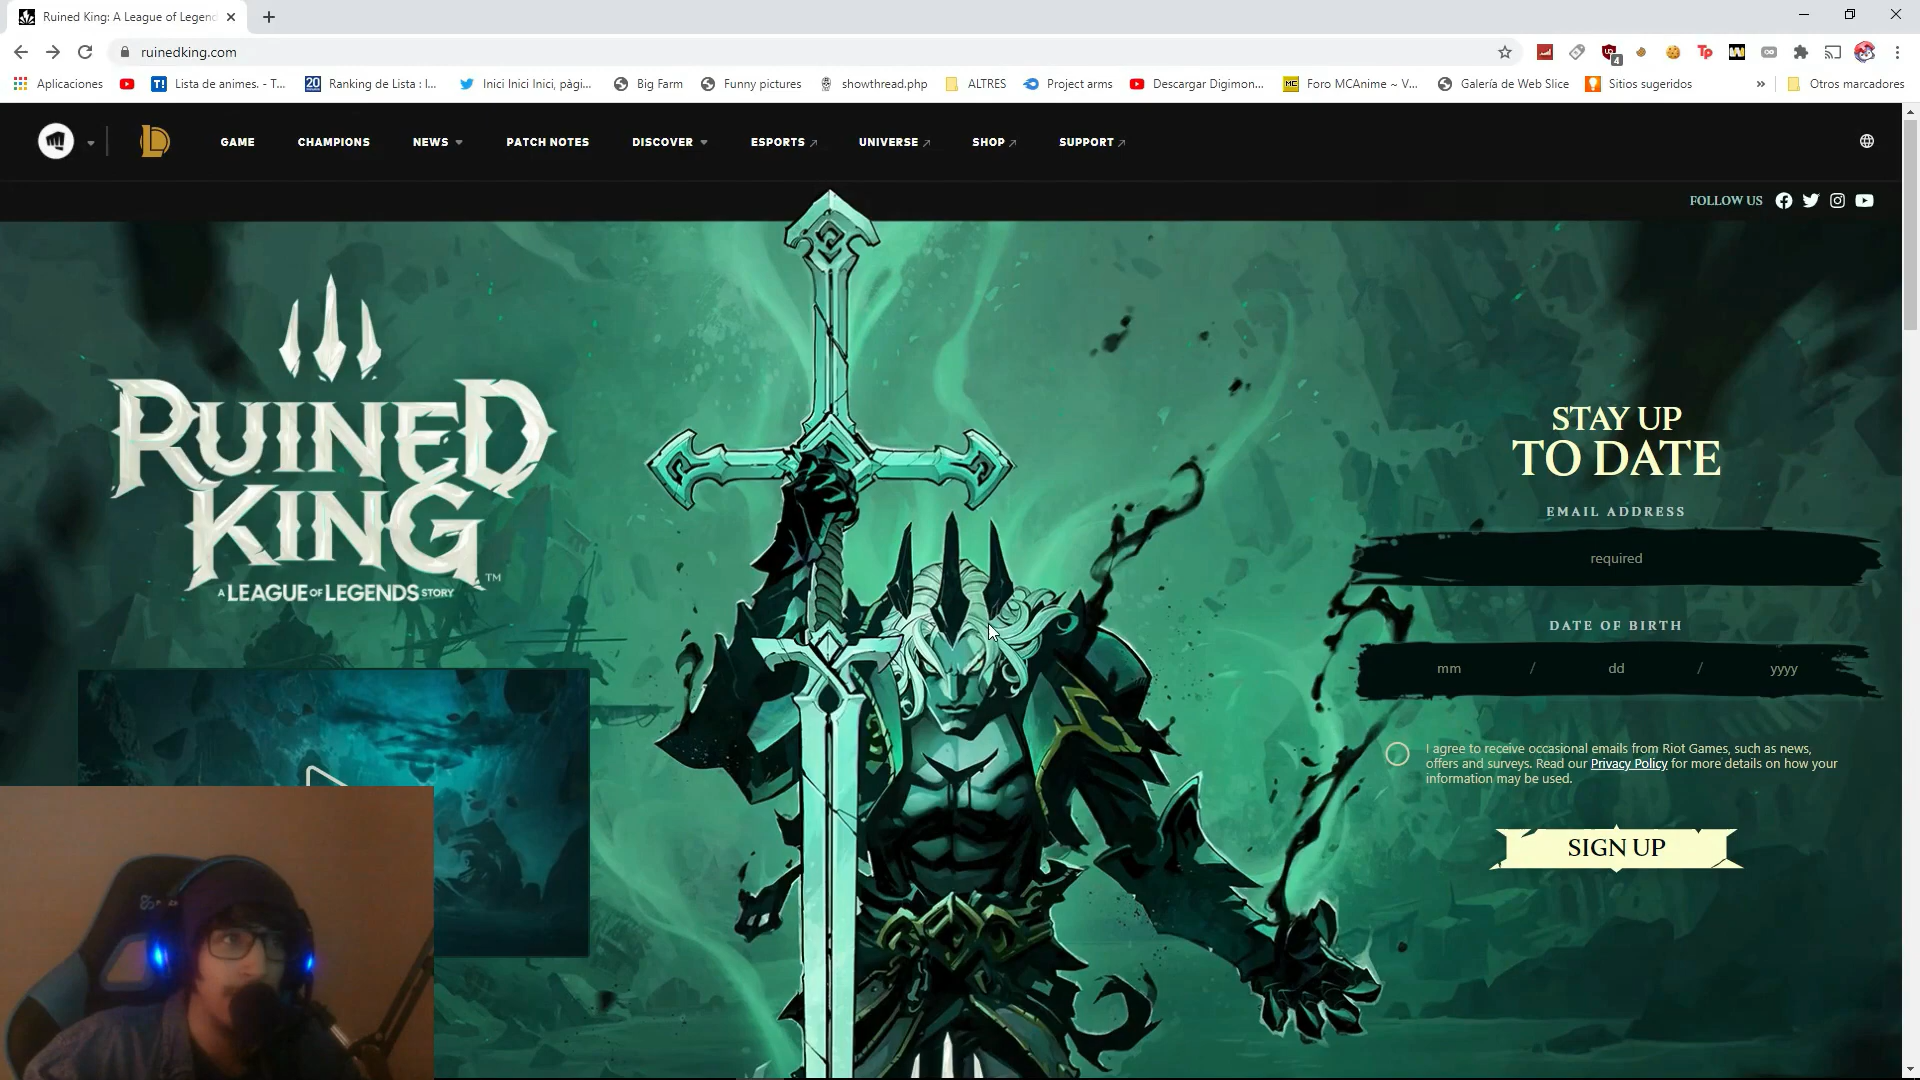 Ruined King: A League of Legend
ruinedking.com
4
Aplicaciones
T! Lista de animes. - T...
20 Ranking de Lista : l...
Inici Inici Inici, pàgi...
Big Farm
Funny pictures
showthread.php
ALTRES
Project arms
Descargar Digimon...
MC Foro MCAnime ~ V...
Galería de Web Slice
Sitios sugeridos
»
Otros marcadores
GAME
CHAMPIONS
NEWS
PATCH NOTES
DISCOVER
ESPORTS
UNIVERSE
SHOP
SUPPORT
FOLLOW US
RUINED
KING™
A LEAGUE OF LEGENDS STORY
STAY UP
TO DATE
EMAIL ADDRESS
required
DATE OF BIRTH
mm / dd / yyyy
I agree to receive occasional emails from Riot Games, such as news,
offers and surveys. Read our Privacy Policy for more details on how your
information may be used.
SIGN UP